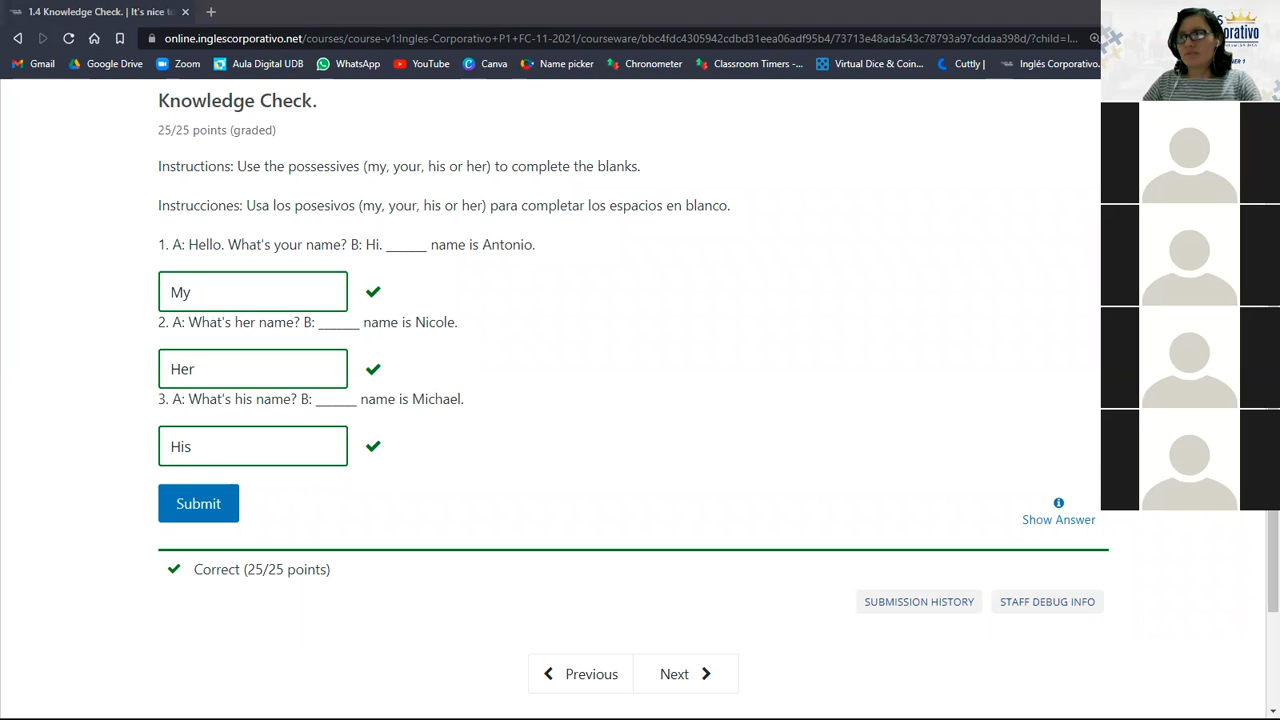 1.4 Knowledge Check. | It's nice t
online.inglescorporativo.net/courses/course-v1:Ingles-Corporativo+P1+FC-1f1b2021/courseware/bbc4fdc4305942cdbd31eea06aed51b4/73713e48ada543c78793a97cddaa398d/?child=l...
Gmail Google Drive Zoom Aula Digital UDB WhatsApp YouTube Canva Name picker Chronometer Classroom timers... Virtual Dice & Coin... Cuttly | Inglés Corporativo.
Knowledge Check.
25/25 points (graded)
Instructions: Use the possessives (my, your, his or her) to complete the blanks.
Instrucciones: Usa los posesivos (my, your, his or her) para completar los espacios en blanco.
1. A: Hello. What's your name? B: Hi. ______ name is Antonio.
My
2. A: What's her name? B: ______ name is Nicole.
Her
3. A: What's his name? B: ______ name is Michael.
His
Submit
Show Answer
Correct (25/25 points)
SUBMISSION HISTORY STAFF DEBUG INFO
Previous Next